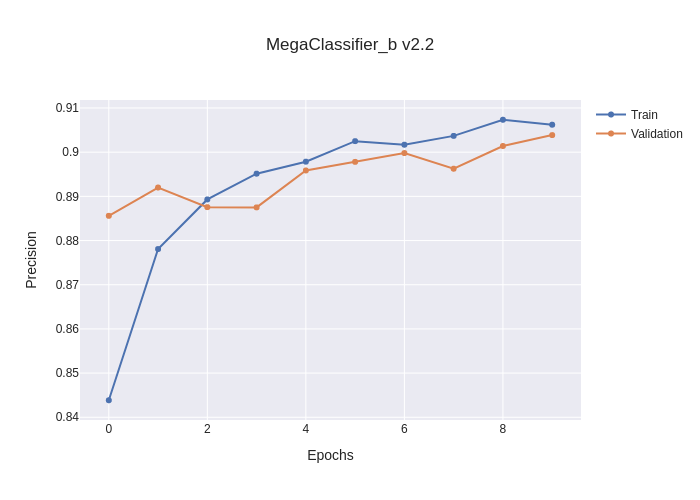 MegaClassifier_b v2.2
0.91
0.9
0.89
0.88
0.87
0.86
0.85
0.84
Precision
0 2 4 6 8
Epochs
Train
Validation